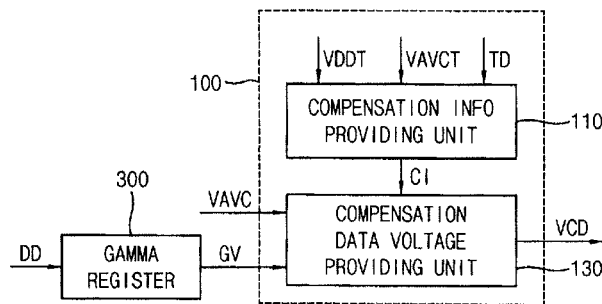 VDDT
VAVCT
TD
100
COMPENSATION INFO
PROVIDING UNIT
110
CI
300
VAVC
DD
GAMMA
REGISTER
GV
COMPENSATION
DATA VOLTAGE
PROVIDING UNIT
VCD
130